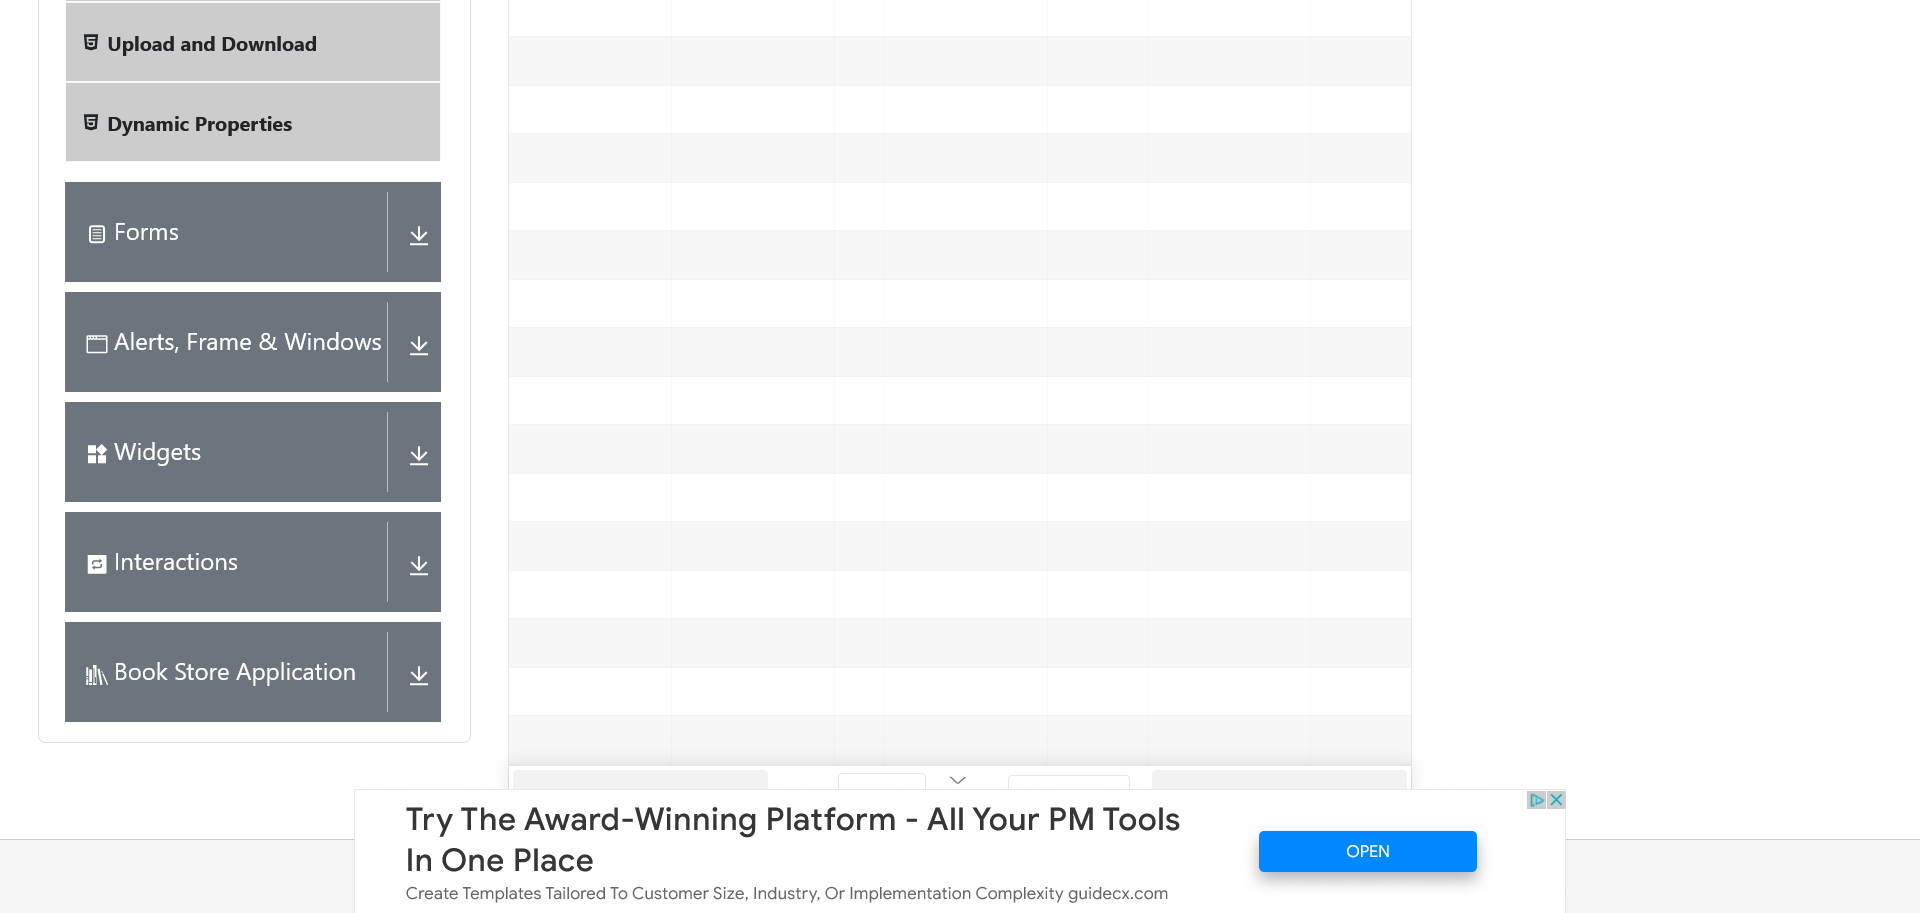 Upload and Download
Dynamic Properties
Forms
Alerts, Frame & Windows
Widgets
Interactions
Book Store Application
Try The Award-Winning Platform - All Your PM Tools
In One Place
Create Templates Tailored To Customer Size, Industry, Or Implementation Complexity guidecx.com
OPEN